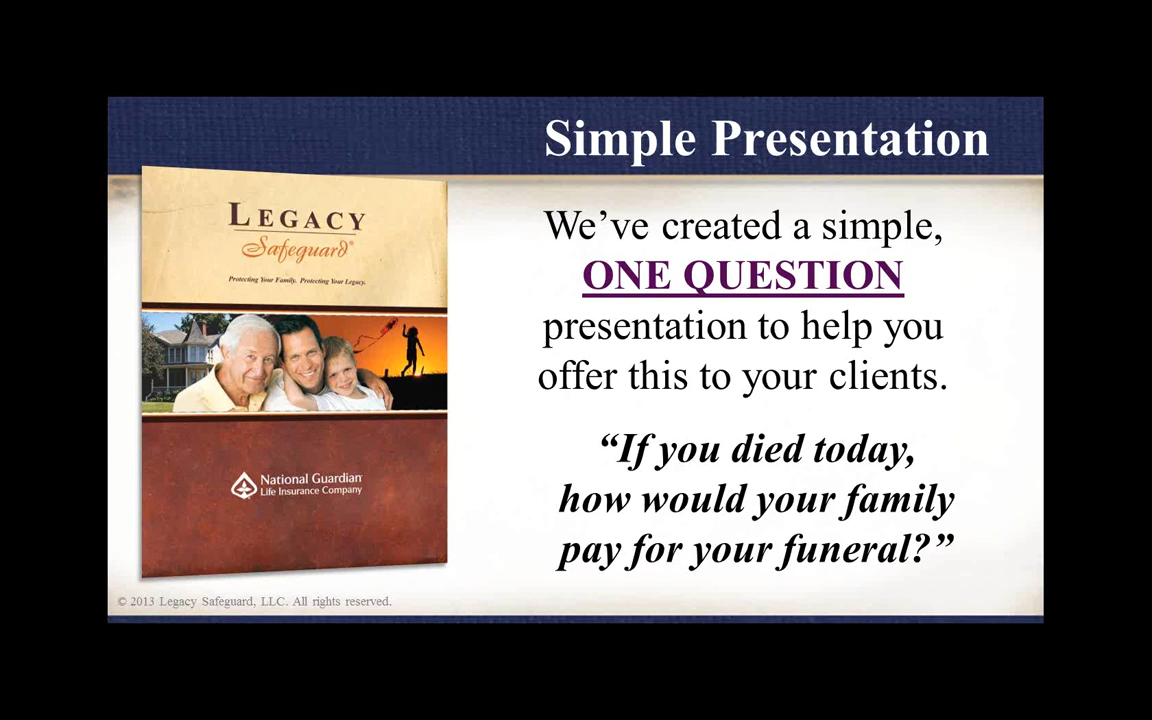 Simple Presentation
LEGACY
Safeguard®
Protecting Your Family. Protecting Your Legacy.
National Guardian
Life Insurance Company
We’ve created a simple,
ONE QUESTION
presentation to help you
offer this to your clients.
“If you died today,
how would your family
pay for your funeral?”
© 2013 Legacy Safeguard, LLC. All rights reserved.